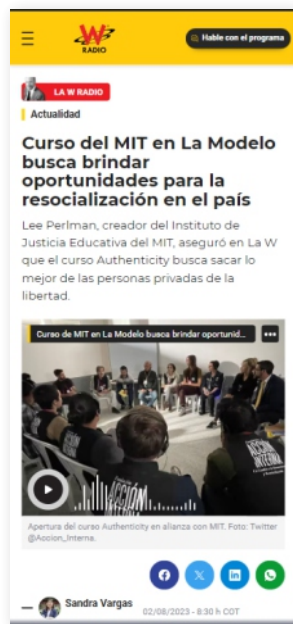 W
RADIO
Hable con el programa
LA W RADIO
Actualidad
Curso del MIT en La Modelo
busca brindar
oportunidades para la
resocialización en el país
Lee Perlman, creador del Instituto de
Justicia Educativa del MIT, aseguró en La W
que el curso Authenticity busca sacar lo
mejor de las personas privadas de la
libertad.
Curso de MIT en La Modelo busca brindar oportunid...
ACCIÓN
INTERNA
ACCIÓN
Apertura del curso Authenticity en alianza con MIT. Foto: Twitter
@Accion_Interna.
Sandra Vargas
02/08/2023 - 8:30 h COT